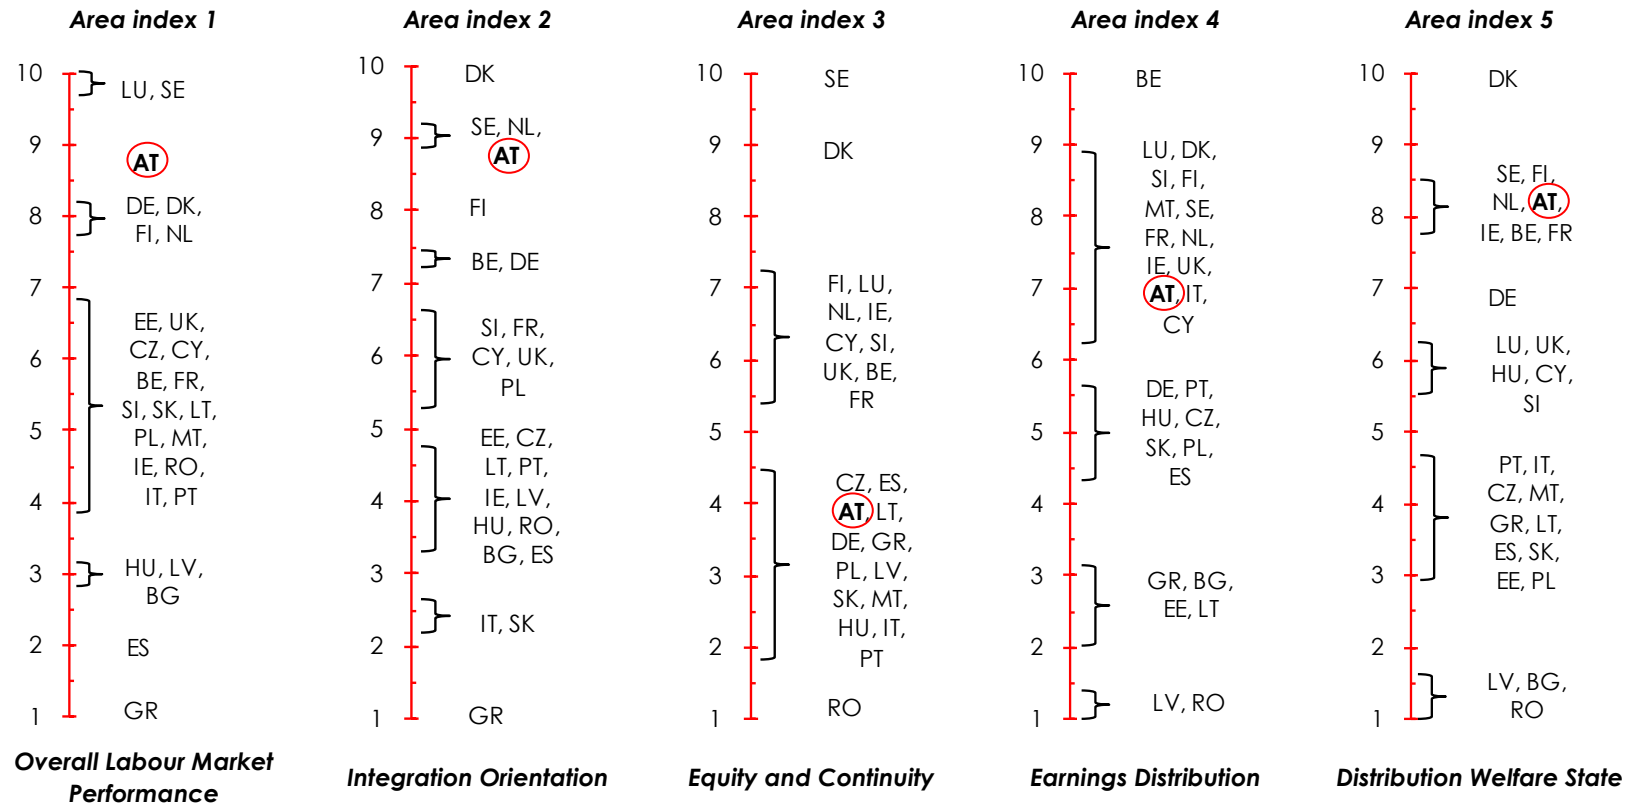 Area index 1
10
9
8
7
6
5
4
3
2
1
LU, SE
AT
DE, DK,
FI, NL
EE, UK,
CZ, CY,
BE, FR,
SI, SK, LT,
PL, MT,
IE, RO,
IT, PT
HU, LV,
BG
ES
GR
Overall Labour Market
Performance
Area index 2
10
9
8
7
6
5
4
3
2
1
DK
SE, NL,
AT
FI
BE, DE
SI, FR,
CY, UK,
PL
EE, CZ,
LT, PT,
IE, LV,
HU, RO,
BG, ES
IT, SK
GR
Integration Orientation
Area index 3
10
9
8
7
6
5
4
3
2
1
SE
DK
FI, LU,
NL, IE,
CY, SI,
UK, BE,
FR
CZ, ES,
AT, LT,
DE, GR,
PL, LV,
SK, MT,
HU, IT,
PT
RO
Equity and Continuity
Area index 4
10
9
8
7
6
5
4
3
2
1
BE
LU, DK,
SI, FI,
MT, SE,
FR, NL,
IE, UK,
AT, IT,
CY
DE, PT,
HU, CZ,
SK, PL,
ES
GR, BG,
EE, LT
LV, RO
Earnings Distribution
Area index 5
10
9
8
7
6
5
4
3
2
1
DK
SE, FI,
NL, AT,
IE, BE, FR
DE
LU, UK,
HU, CY,
SI
PT, IT,
CZ, MT,
GR, LT,
ES, SK,
EE, PL
LV, BG,
RO
Distribution Welfare State